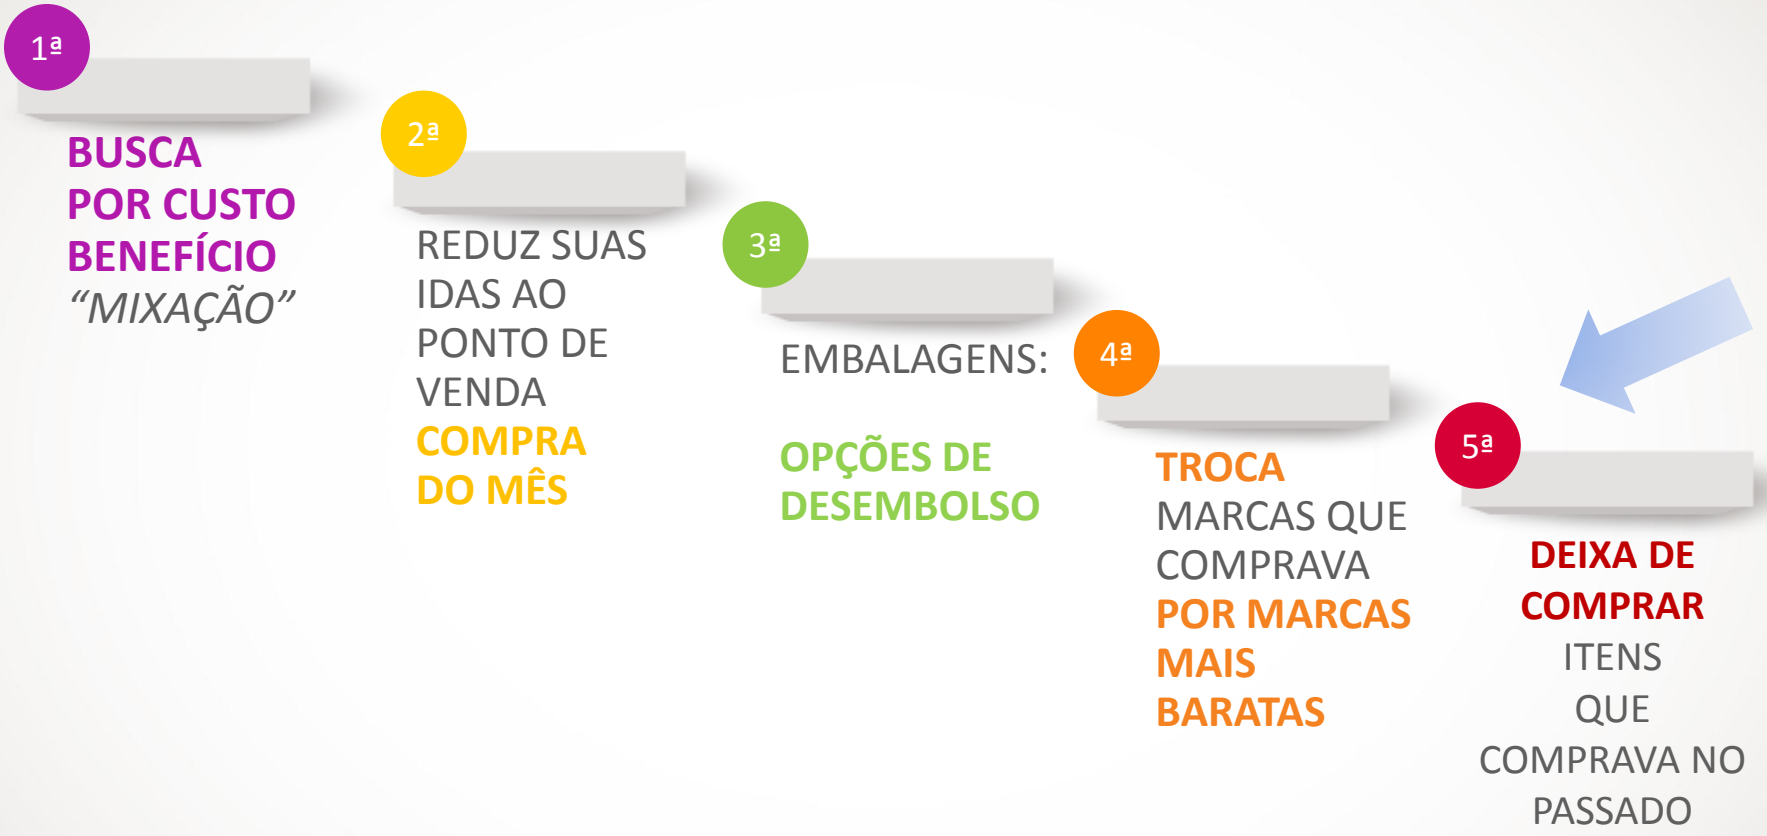 1ª
BUSCA
POR CUSTO
BENEFÍCIO
“MIXAÇÃO”
2ª
REDUZ SUAS
IDAS AO
PONTO DE
VENDA
COMPRA
DO MÊS
3ª
EMBALAGENS:
OPÇÕES DE
DESEMBOLSO
4ª
TROCA
MARCAS QUE
COMPRAVA
POR MARCAS
MAIS
BARATAS
5ª
DEIXA DE
COMPRAR
ITENS
QUE
COMPRAVA NO
PASSADO